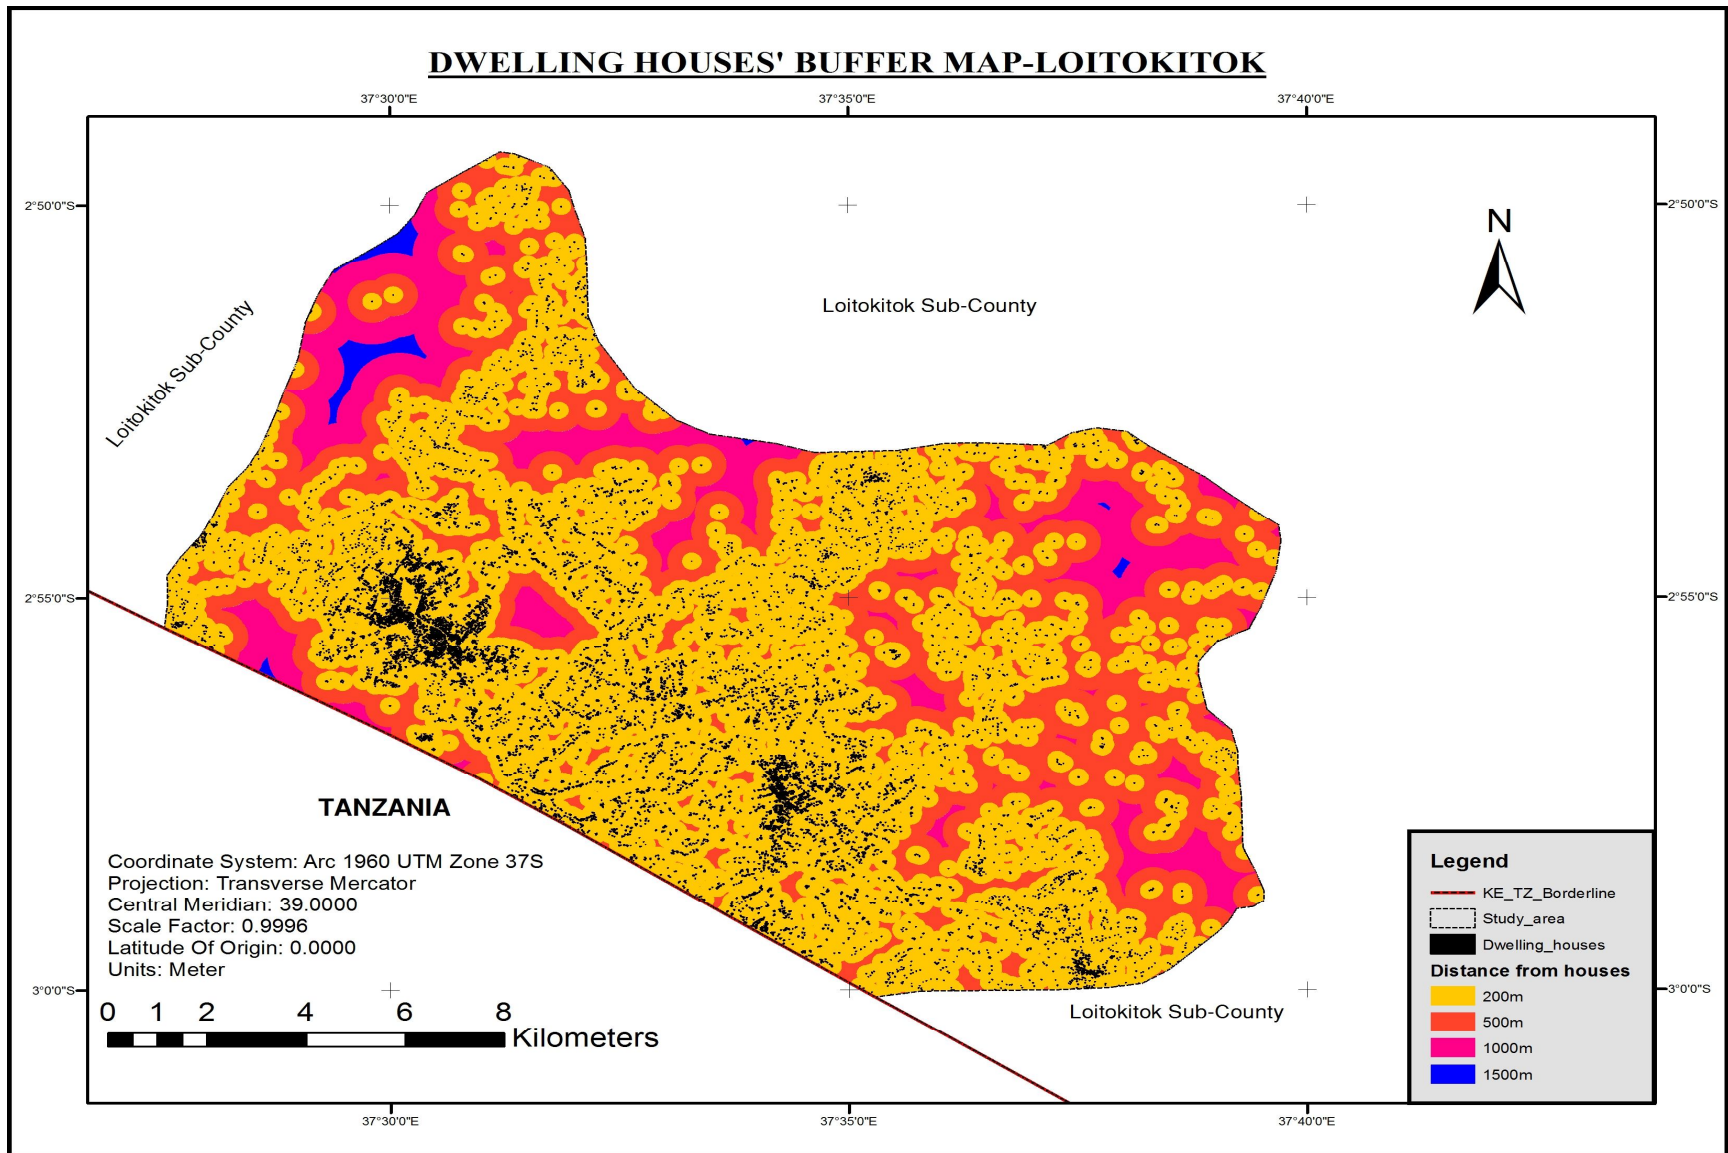 DWELLING HOUSES' BUFFER MAP-LOITOKITOK
37°30'0"E
37°35'0"E
37°40'0"E
2°50'0"S
2°50'0"S
N
Loitokitok Sub-County
Loitokitok Sub-County
2°55'0"S
2°55'0"S
TANZANIA
Coordinate System: Arc 1960 UTM Zone 37S
Projection: Transverse Mercator
Central Meridian: 39.0000
Scale Factor: 0.9996
Latitude Of Origin: 0.0000
Units: Meter
Legend
KE_TZ_Borderline
Study_area
Dwelling_houses
Distance from houses
200m
500m
1000m
1500m
3°0'0"S
3°0'0"S
Loitokitok Sub-County
0 1 2 4 6 8
Kilometers
37°30'0"E
37°35'0"E
37°40'0"E